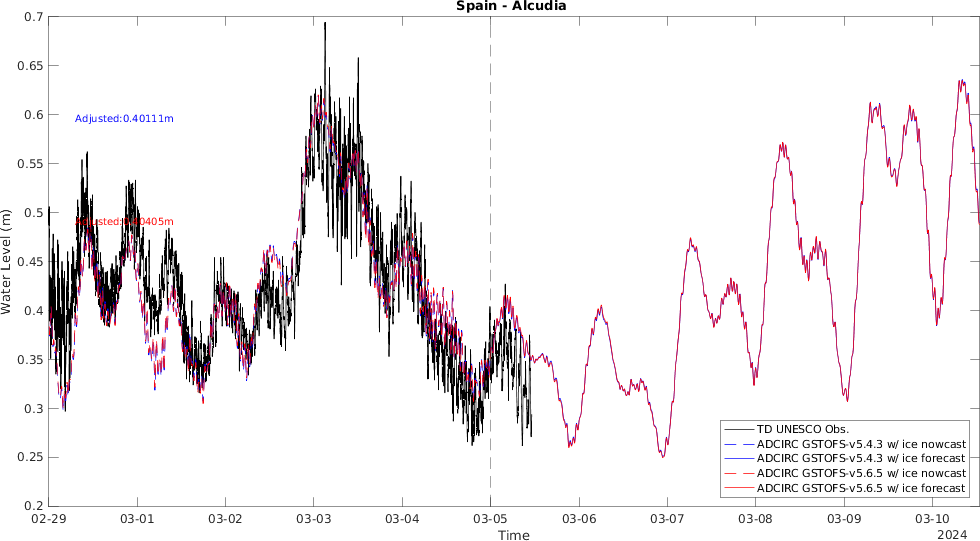 Spain - Alcudia
Water Level (m)
0.7
0.65
0.6
0.55
0.5
0.45
0.4
0.35
0.3
0.25
0.2
Adjusted:0.40111m
TD UNESCO Obs.
ADCIRC GSTOFS-v5.4.3 w/ ice nowcast
ADCIRC GSTOFS-v5.4.3 w/ ice forecast
ADCIRC GSTOFS-v5.6.5 w/ ice nowcast
ADCIRC GSTOFS-v5.6.5 w/ ice forecast
02-29 03-01 03-02 03-03 03-04 03-05 03-06 03-07 03-08 03-09 03-10
Time
2024